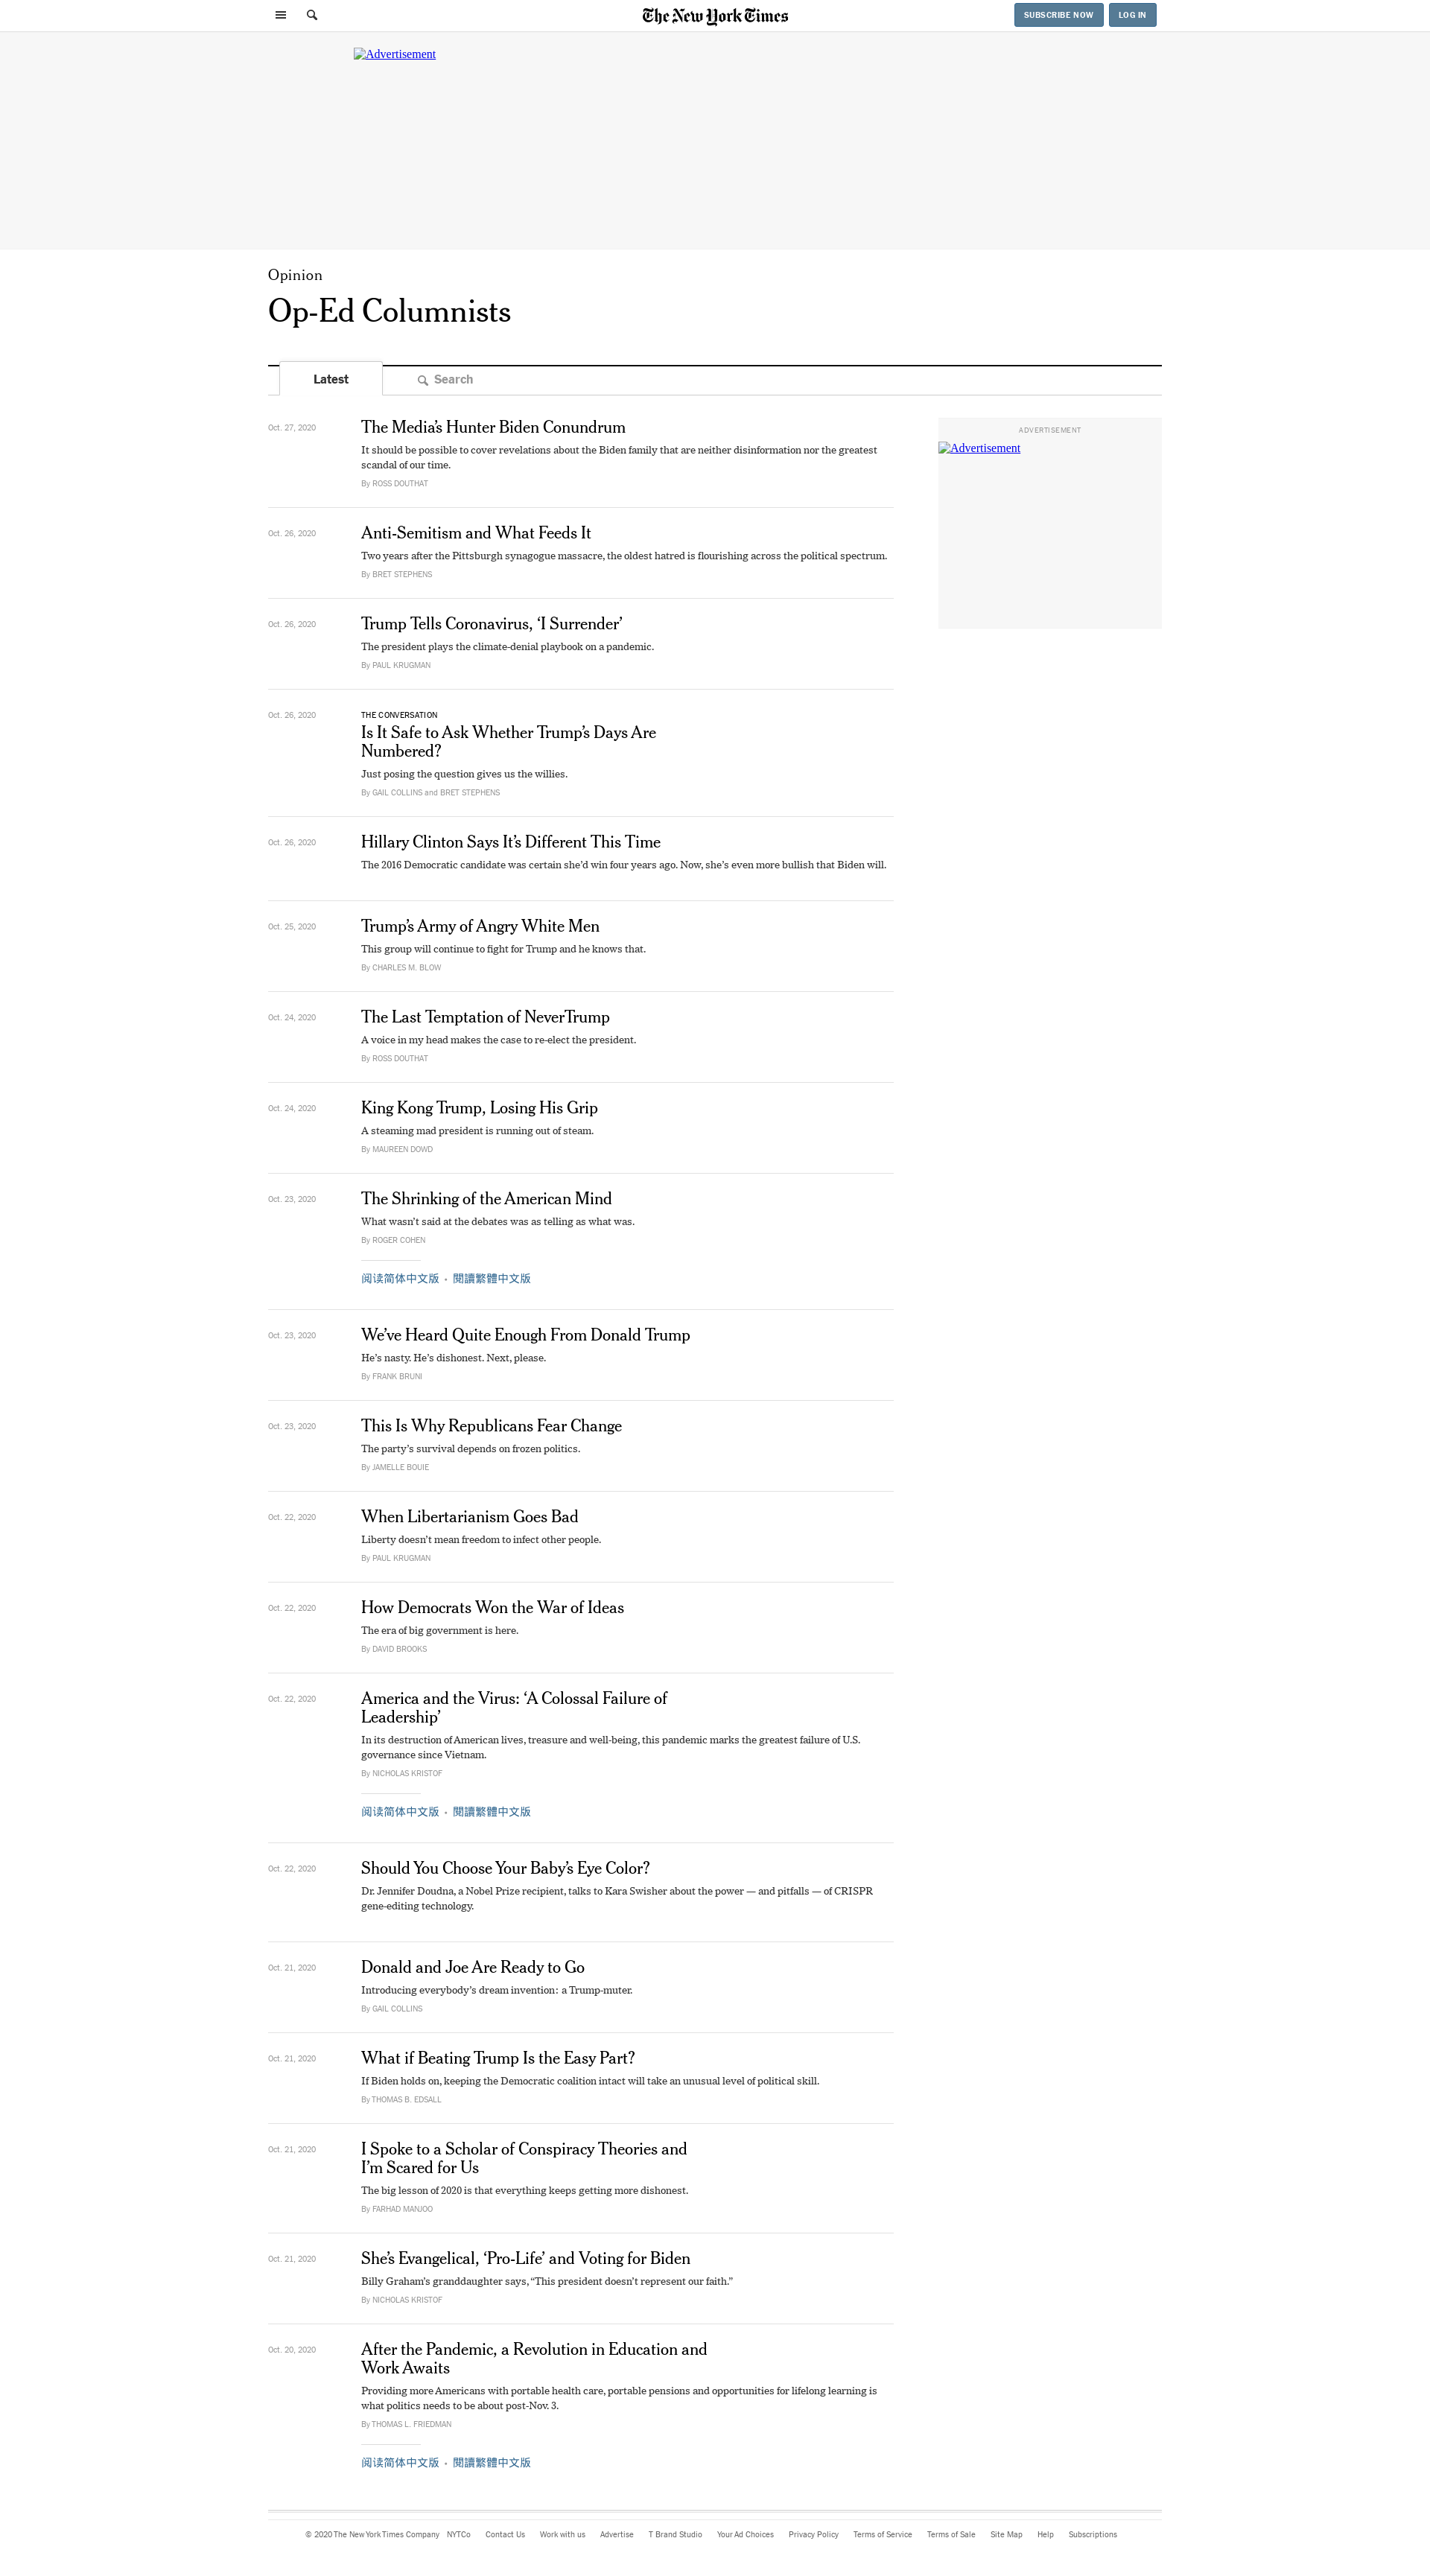 The New York Times
SUBSCRIBE NOW
LOG IN
Advertisement
Opinion
Op-Ed Columnists
Latest
Search
Oct. 27, 2020
The Media’s Hunter Biden Conundrum
It should be possible to cover revelations about the Biden family that are neither disinformation nor the greatest
scandal of our time.
By ROSS DOUTHAT
ADVERTISEMENT
Advertisement
Oct. 26, 2020
Anti-Semitism and What Feeds It
Two years after the Pittsburgh synagogue massacre, the oldest hatred is flourishing across the political spectrum.
By BRET STEPHENS
Oct. 26, 2020
Trump Tells Coronavirus, ‘I Surrender’
The president plays the climate-denial playbook on a pandemic.
By PAUL KRUGMAN
Oct. 26, 2020
THE CONVERSATION
Is It Safe to Ask Whether Trump’s Days Are
Numbered?
Just posing the question gives us the willies.
By GAIL COLLINS and BRET STEPHENS
Oct. 26, 2020
Hillary Clinton Says It’s Different This Time
The 2016 Democratic candidate was certain she’d win four years ago. Now, she’s even more bullish that Biden will.
Oct. 25, 2020
Trump’s Army of Angry White Men
This group will continue to fight for Trump and he knows that.
By CHARLES M. BLOW
Oct. 24, 2020
The Last Temptation of NeverTrump
A voice in my head makes the case to re-elect the president.
By ROSS DOUTHAT
Oct. 24, 2020
King Kong Trump, Losing His Grip
A steaming mad president is running out of steam.
By MAUREEN DOWD
Oct. 23, 2020
The Shrinking of the American Mind
What wasn’t said at the debates was as telling as what was.
By ROGER COHEN
阅读简体中文版 • 閱讀繁體中文版
Oct. 23, 2020
We’ve Heard Quite Enough From Donald Trump
He’s nasty. He’s dishonest. Next, please.
By FRANK BRUNI
Oct. 23, 2020
This Is Why Republicans Fear Change
The party’s survival depends on frozen politics.
By JAMELLE BOUIE
Oct. 22, 2020
When Libertarianism Goes Bad
Liberty doesn’t mean freedom to infect other people.
By PAUL KRUGMAN
Oct. 22, 2020
How Democrats Won the War of Ideas
The era of big government is here.
By DAVID BROOKS
Oct. 22, 2020
America and the Virus: ‘A Colossal Failure of
Leadership’
In its destruction of American lives, treasure and well-being, this pandemic marks the greatest failure of U.S.
governance since Vietnam.
By NICHOLAS KRISTOF
阅读简体中文版 • 閱讀繁體中文版
Oct. 22, 2020
Should You Choose Your Baby’s Eye Color?
Dr. Jennifer Doudna, a Nobel Prize recipient, talks to Kara Swisher about the power — and pitfalls — of CRISPR
gene-editing technology.
Oct. 21, 2020
Donald and Joe Are Ready to Go
Introducing everybody’s dream invention: a Trump-muter.
By GAIL COLLINS
Oct. 21, 2020
What if Beating Trump Is the Easy Part?
If Biden holds on, keeping the Democratic coalition intact will take an unusual level of political skill.
By THOMAS B. EDSALL
Oct. 21, 2020
I Spoke to a Scholar of Conspiracy Theories and
I’m Scared for Us
The big lesson of 2020 is that everything keeps getting more dishonest.
By FARHAD MANJOO
Oct. 21, 2020
She’s Evangelical, ‘Pro-Life’ and Voting for Biden
Billy Graham’s granddaughter says, “This president doesn’t represent our faith.”
By NICHOLAS KRISTOF
Oct. 20, 2020
After the Pandemic, a Revolution in Education and
Work Awaits
Providing more Americans with portable health care, portable pensions and opportunities for lifelong learning is
what politics needs to be about post-Nov. 3.
By THOMAS L. FRIEDMAN
阅读简体中文版 • 閱讀繁體中文版
© 2020 The New York Times Company NYTCo Contact Us Work with us Advertise T Brand Studio Your Ad Choices Privacy Policy Terms of Service Terms of Sale Site Map Help Subscriptions